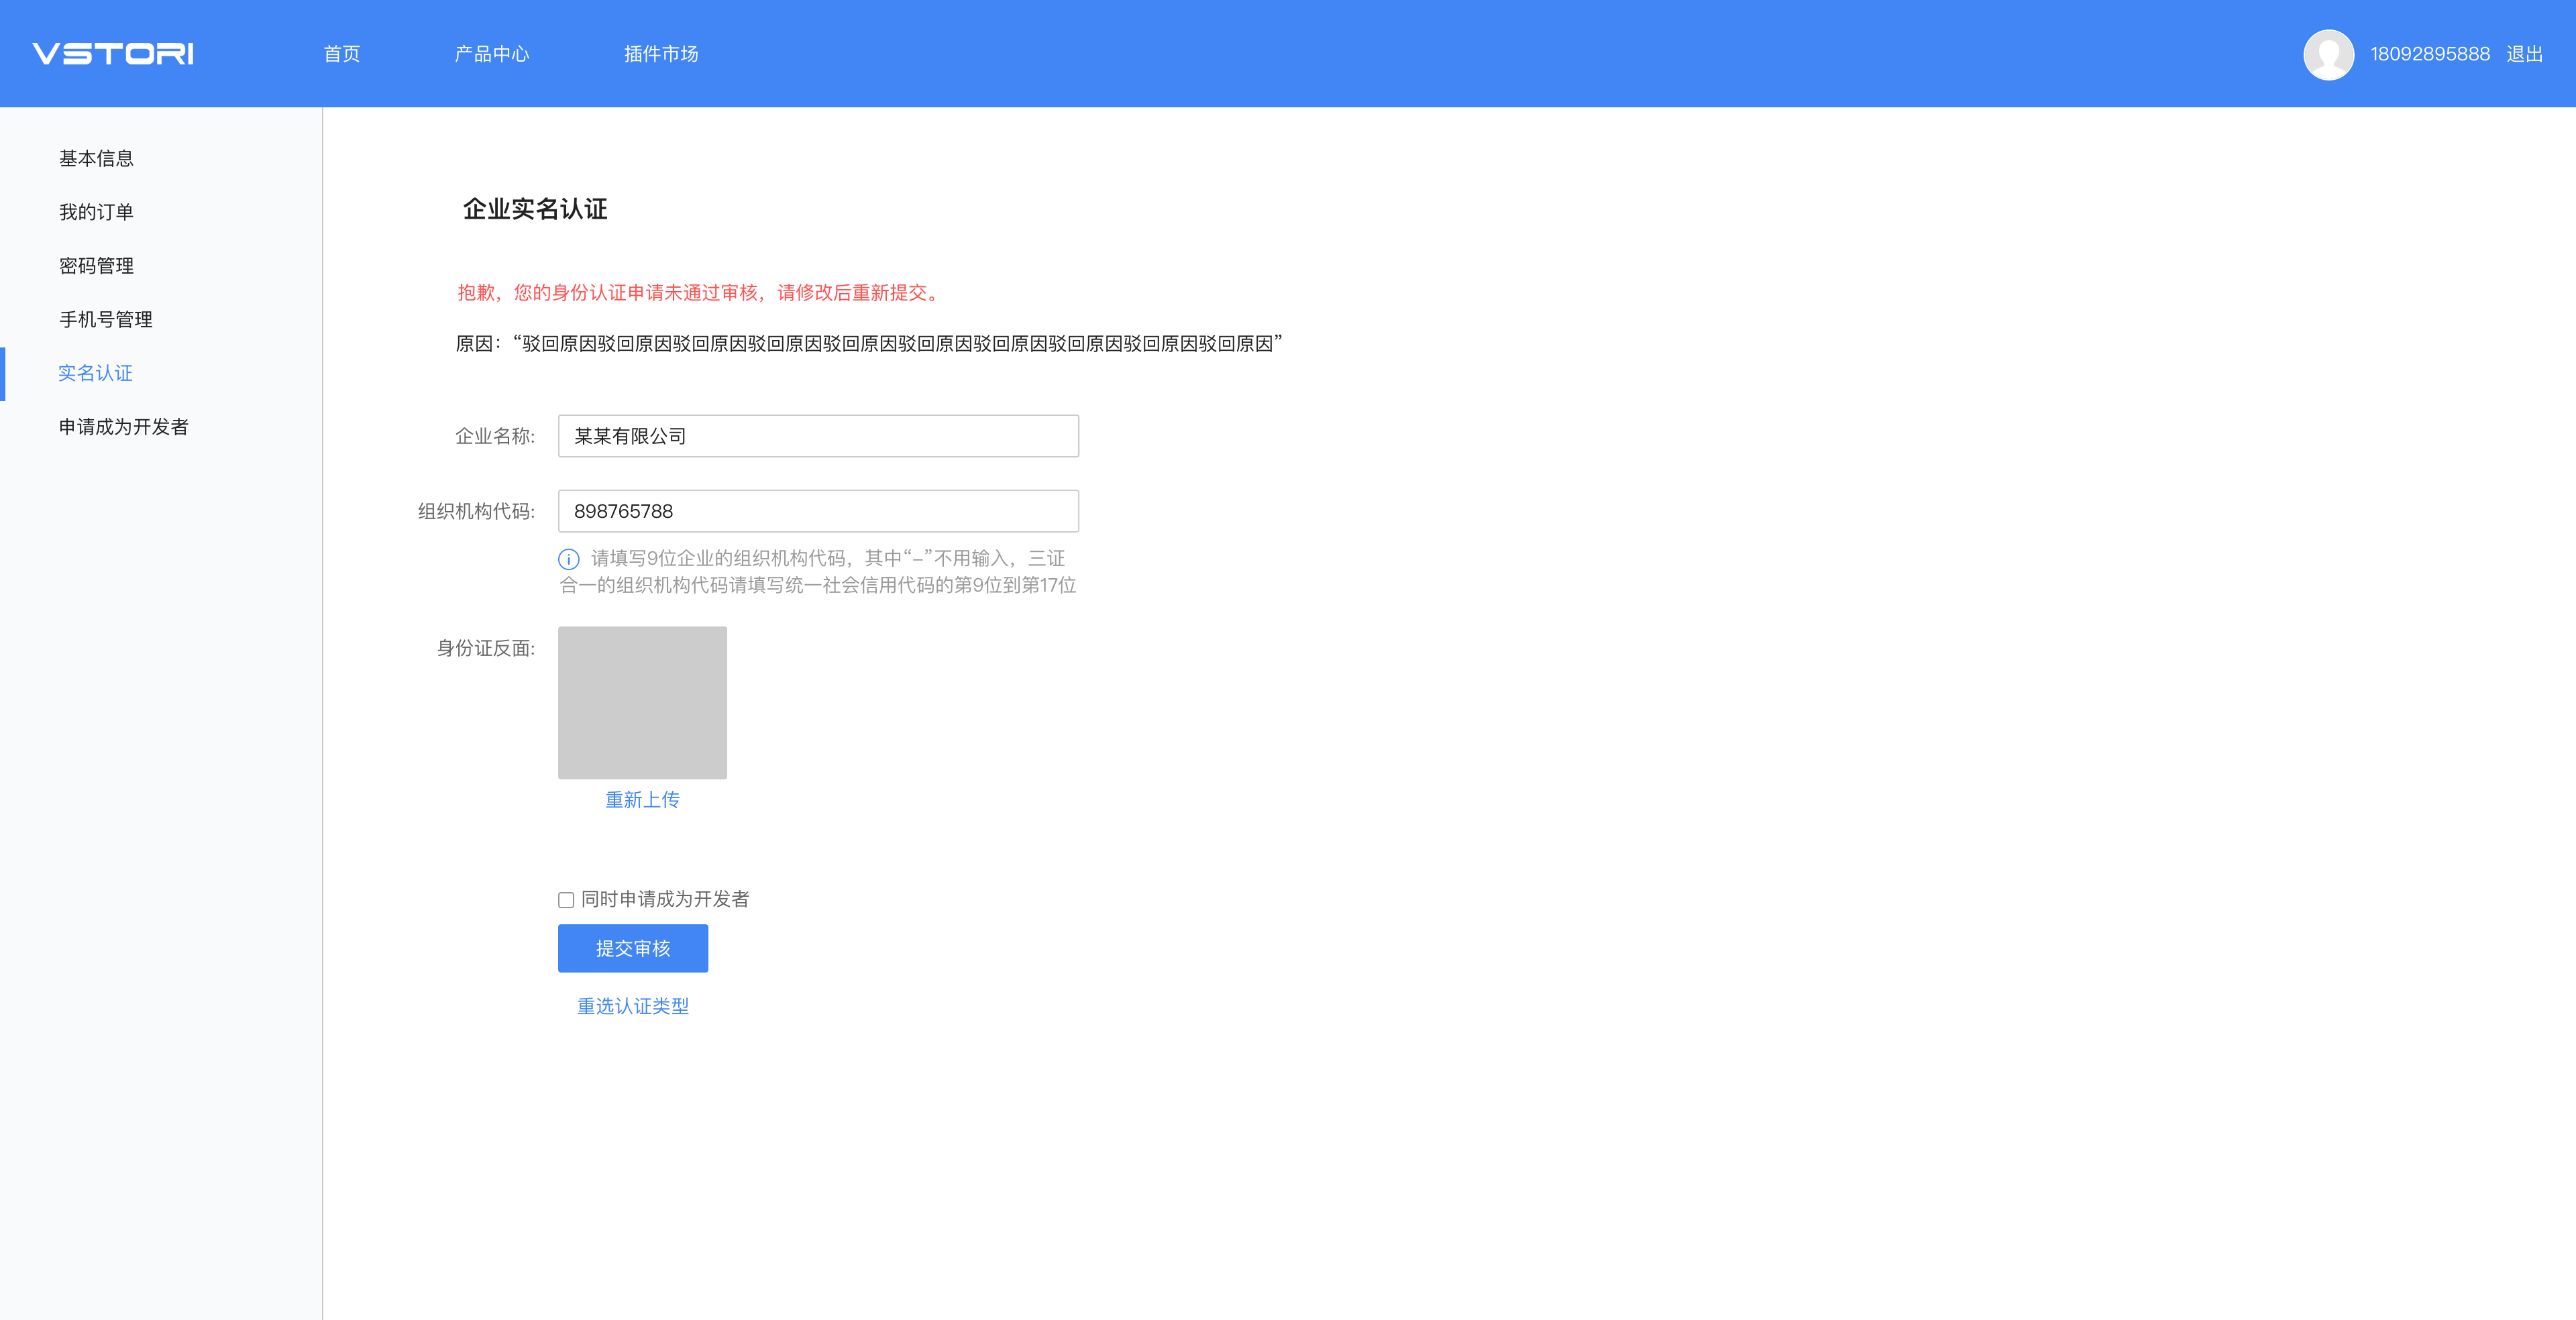 VSTORI
首页
产品中心
插件市场
18092895888
退出
基本信息
我的订单
密码管理
手机号管理
实名认证
申请成为开发者
企业实名认证
抱歉，您的身份认证申请未通过审核，请修改后重新提交。
原因：“驳回原因驳回原因驳回原因驳回原因驳回原因驳回原因驳回原因驳回原因驳回原因驳回原因”
企业名称:
某某有限公司
组织机构代码:
898765788
请填写9位企业的组织机构代码，其中“–”不用输入，三证
合一的组织机构代码请填写统一社会信用代码的第9位到第17位
身份证反面:
重新上传
同时申请成为开发者
提交审核
重选认证类型